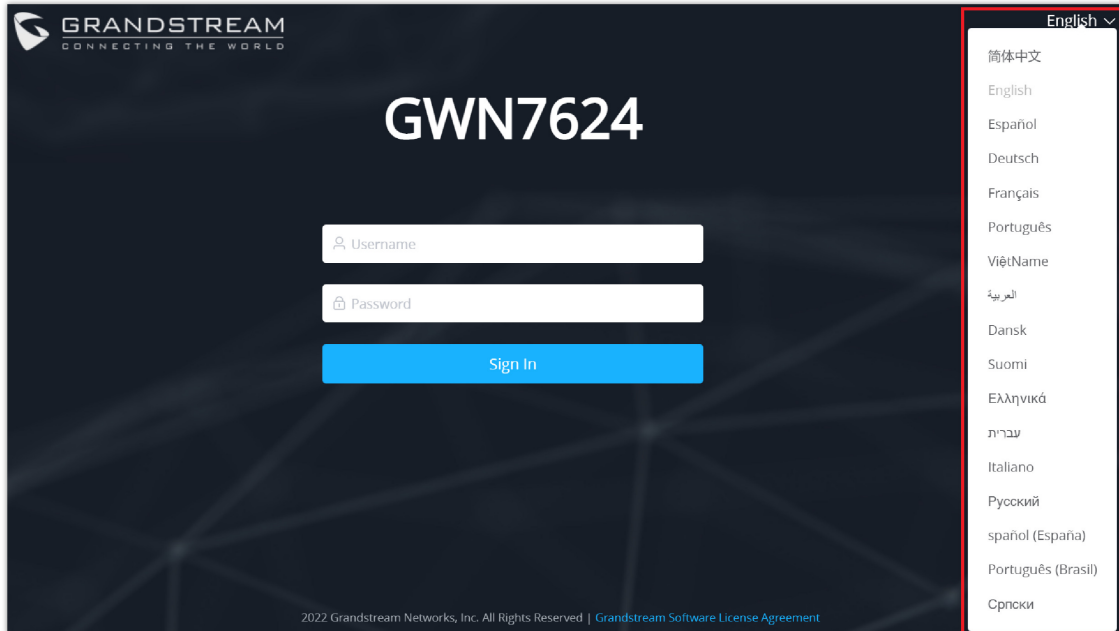 GRANDSTREAM
CONNECTING THE WORLD
English
GWN7624
Username
Password
Sign In
简体中文
English
Español
Deutsch
Français
Português
ViệtName
العربية
Dansk
Suomi
Ελληνικά
עברית
Italiano
Русский
spañol (España)
Português (Brasil)
Српски
2022 Grandstream Networks, Inc. All Rights Reserved | Grandstream Software License Agreement